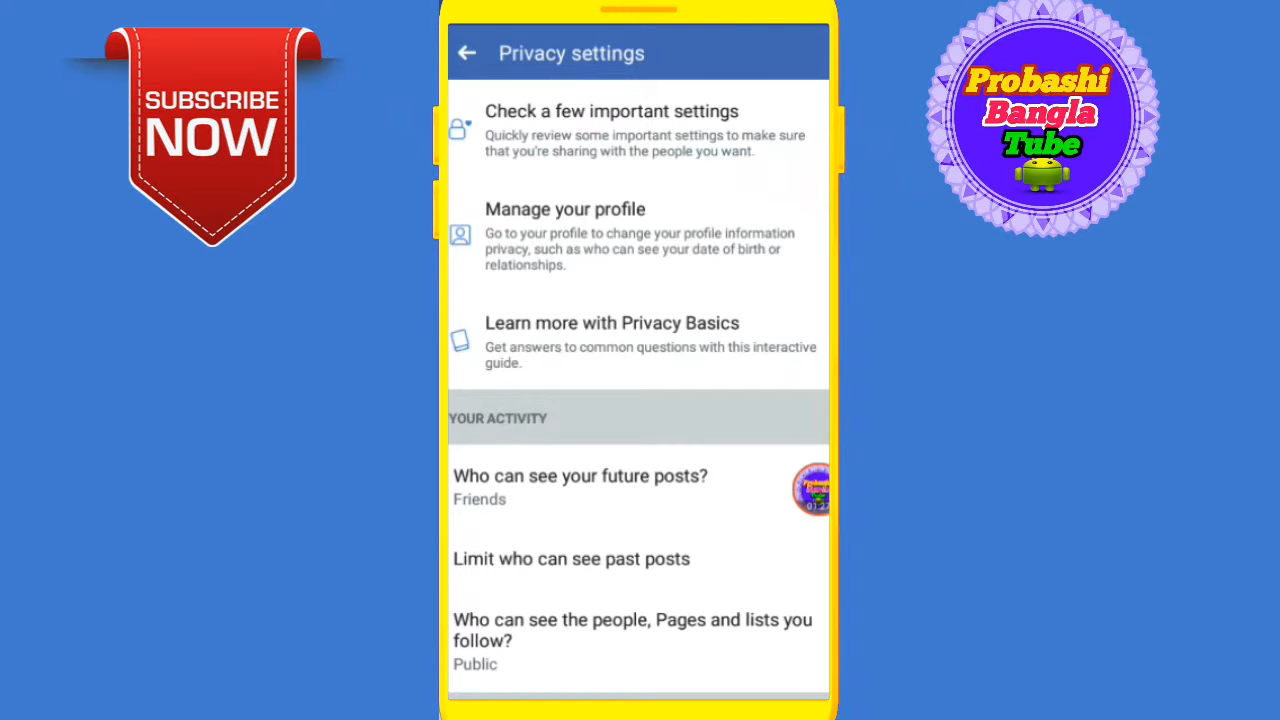 SUBSCRIBE
NOW
Privacy settings
Probashi
Bangla
Tube
Check a few important settings
Quickly review some important settings to make sure
that you're sharing with the people you want.
Manage your profile
Go to your profile to change your profile information
privacy, such as who can see your date of birth or
relationships.
Learn more with Privacy Basics
Get answers to common questions with this interactive
guide.
YOUR ACTIVITY
Who can see your future posts?
Friends
Limit who can see past posts
Who can see the people, Pages and lists you
follow?
Public